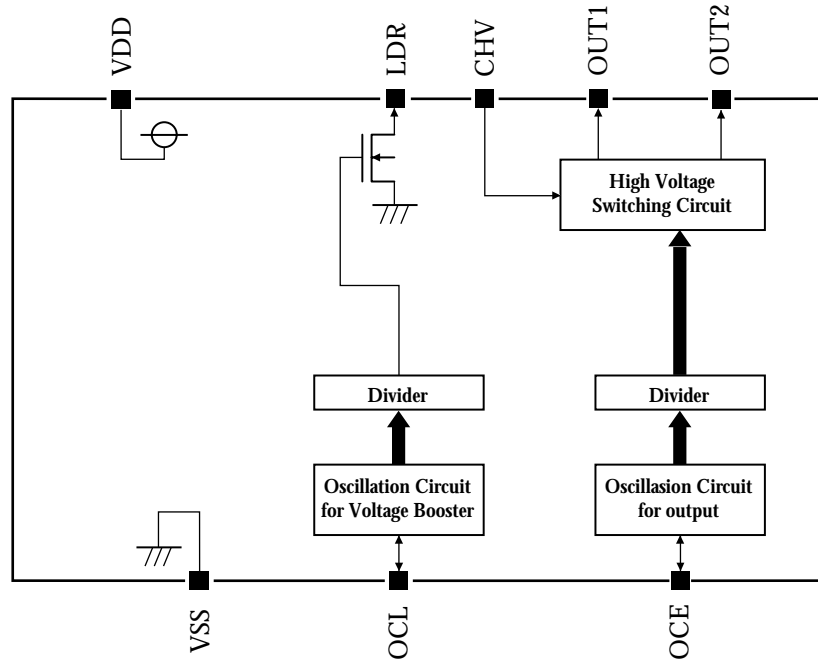 VDD
LDR
CHV
OUT1
OUT2
High Voltage
Switching Circuit
Divider
Divider
Oscillation Circuit
for Voltage Booster
Oscillasion Circuit
for output
VSS
OCL
OCE